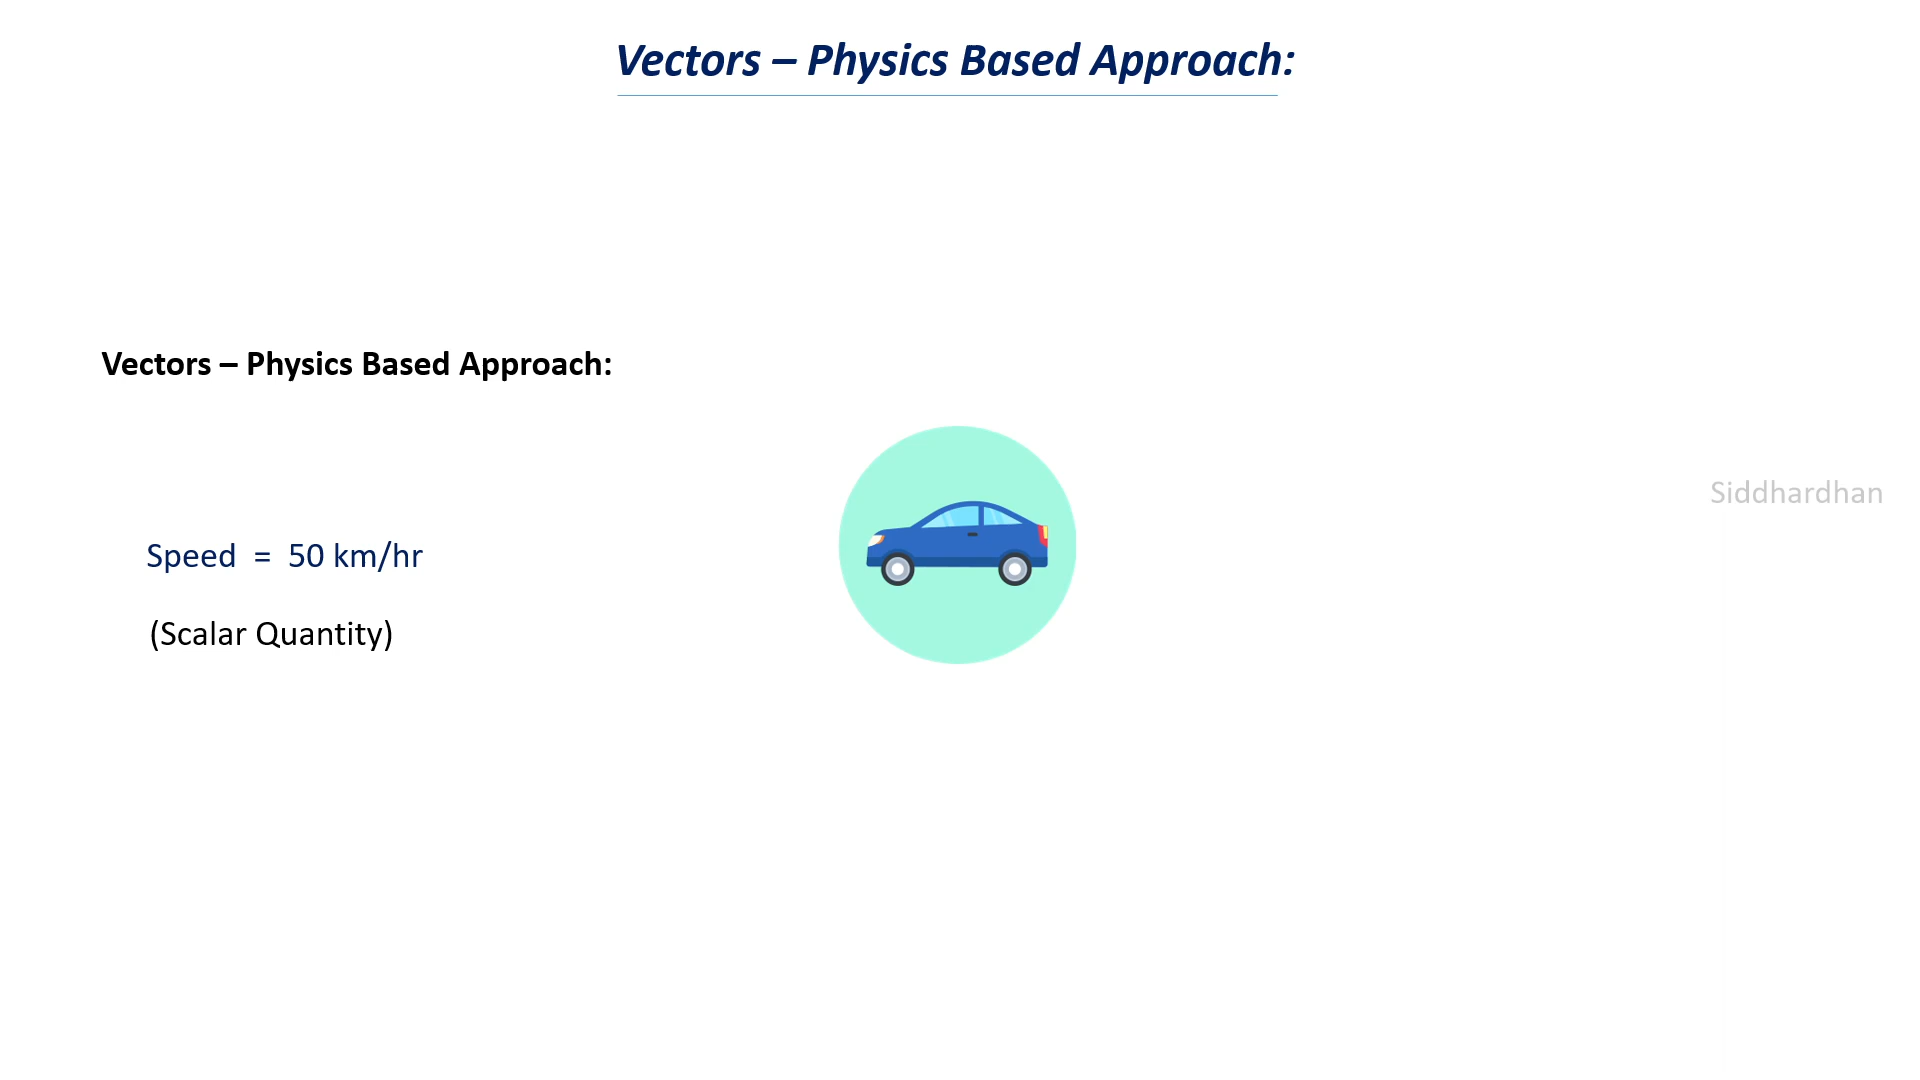 Vectors – Physics Based Approach:
Vectors – Physics Based Approach:
Siddhardhan
Speed = 50 km/hr
(Scalar Quantity)